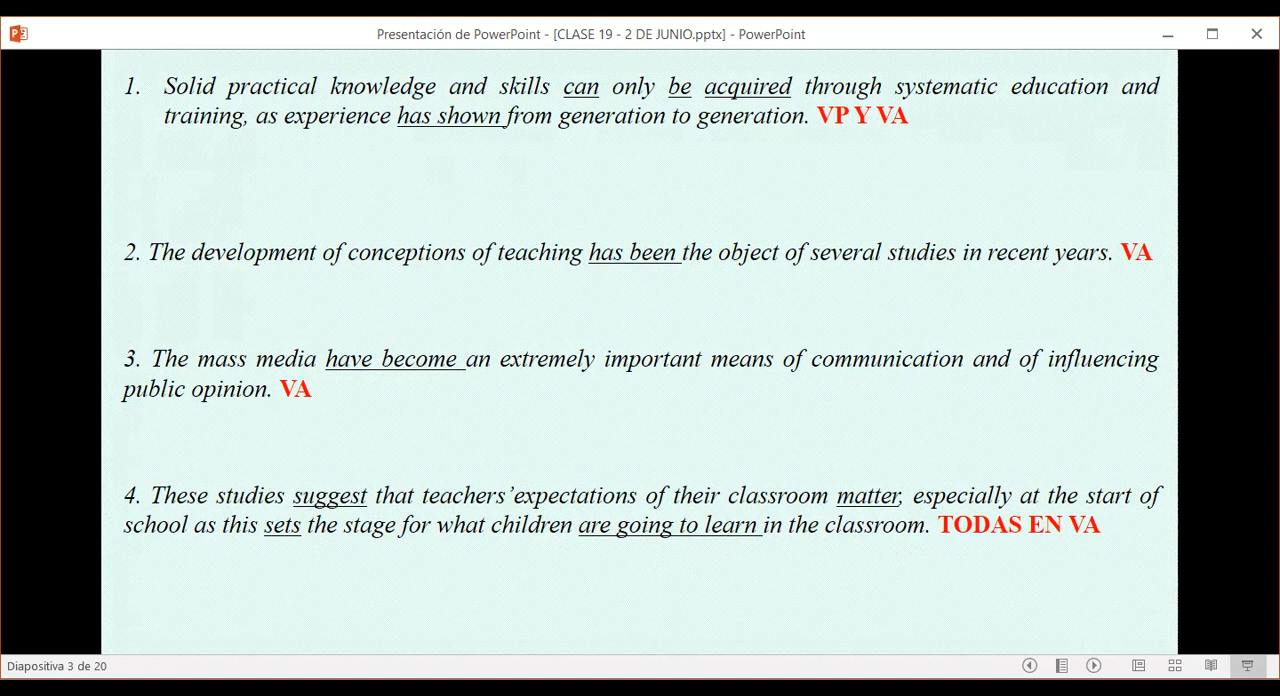 Presentación de PowerPoint - [CLASE 19 - 2 DE JUNIO.pptx] - PowerPoint
1. Solid practical knowledge and skills can only be acquired through systematic education and
training, as experience has shown from generation to generation. VP Y VA
2. The development of conceptions of teaching has been the object of several studies in recent years. VA
3. The mass media have become an extremely important means of communication and of influencing
public opinion. VA
4. These studies suggest that teachers'expectations of their classroom matter, especially at the start of
school as this sets the stage for what children are going to learn in the classroom. TODAS EN VA
Diapositiva 3 de 20